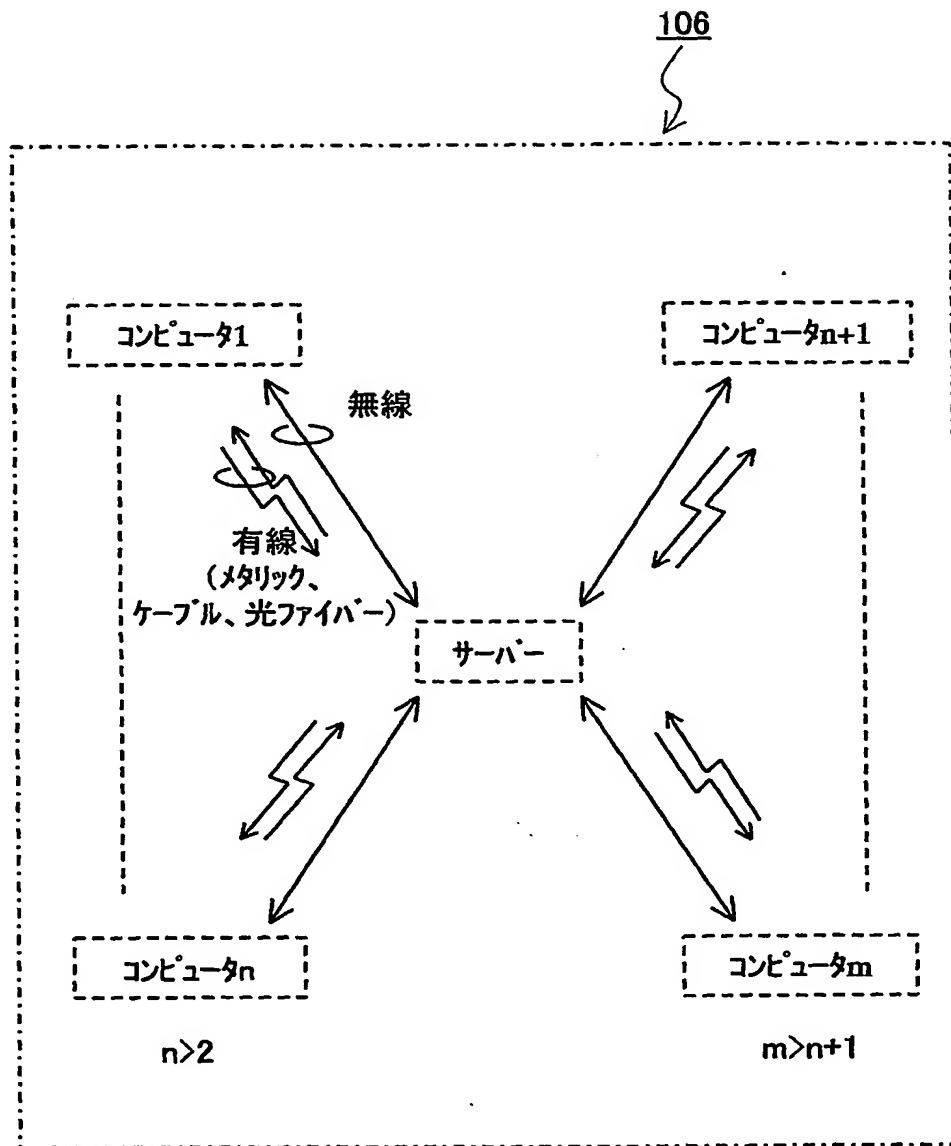 106
コンピュータ1
コンピュータn+1
無線
有線
(メタリック、
ケーブル、光ファイバー)
サーバー
コンピュータn
コンピュータm
n>2
m>n+1